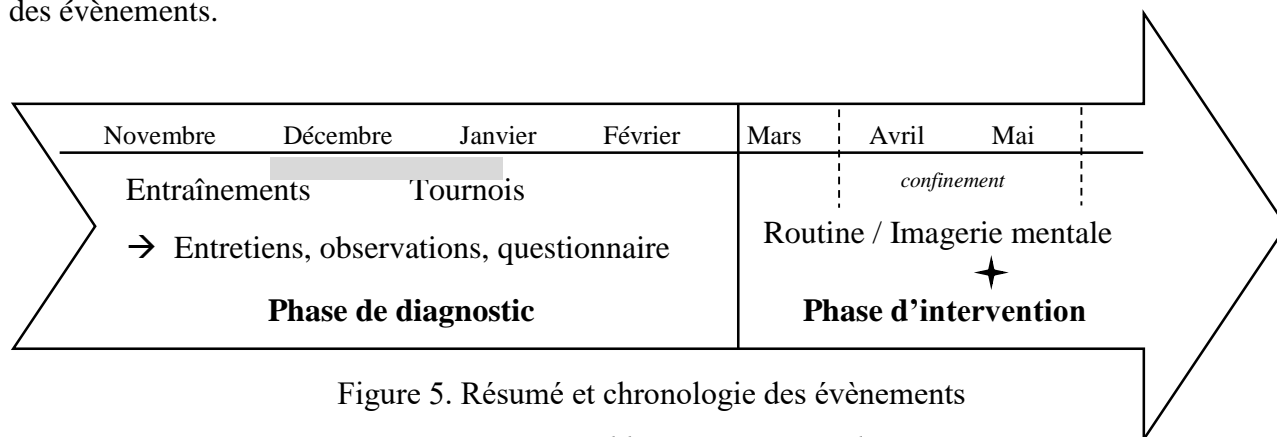 des évènements.
Novembre Décembre Janvier Février Mars Avril Mai
Entraînements Tournois confinement
→ Entretiens, observations, questionnaire Routine / Imagerie mentale
Phase de diagnostic Phase d’intervention
Figure 5. Résumé et chronologie des évènements